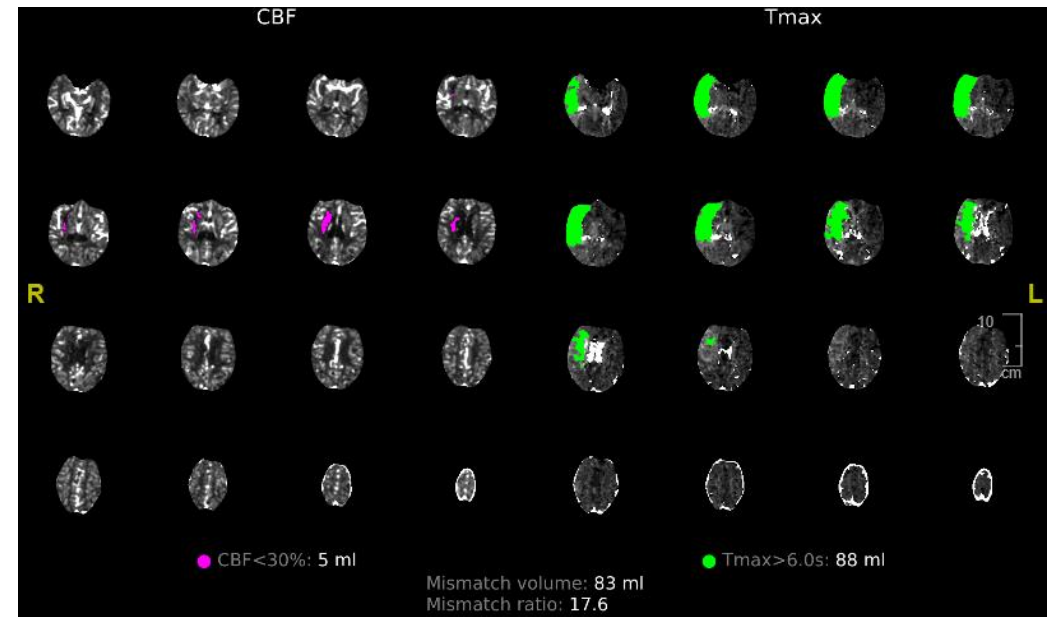 CBF
Tmax
R
L
10
cm
CBF<30%: 5 ml
Tmax>6.0s: 88 ml
Mismatch volume: 83 ml
Mismatch ratio: 17.6